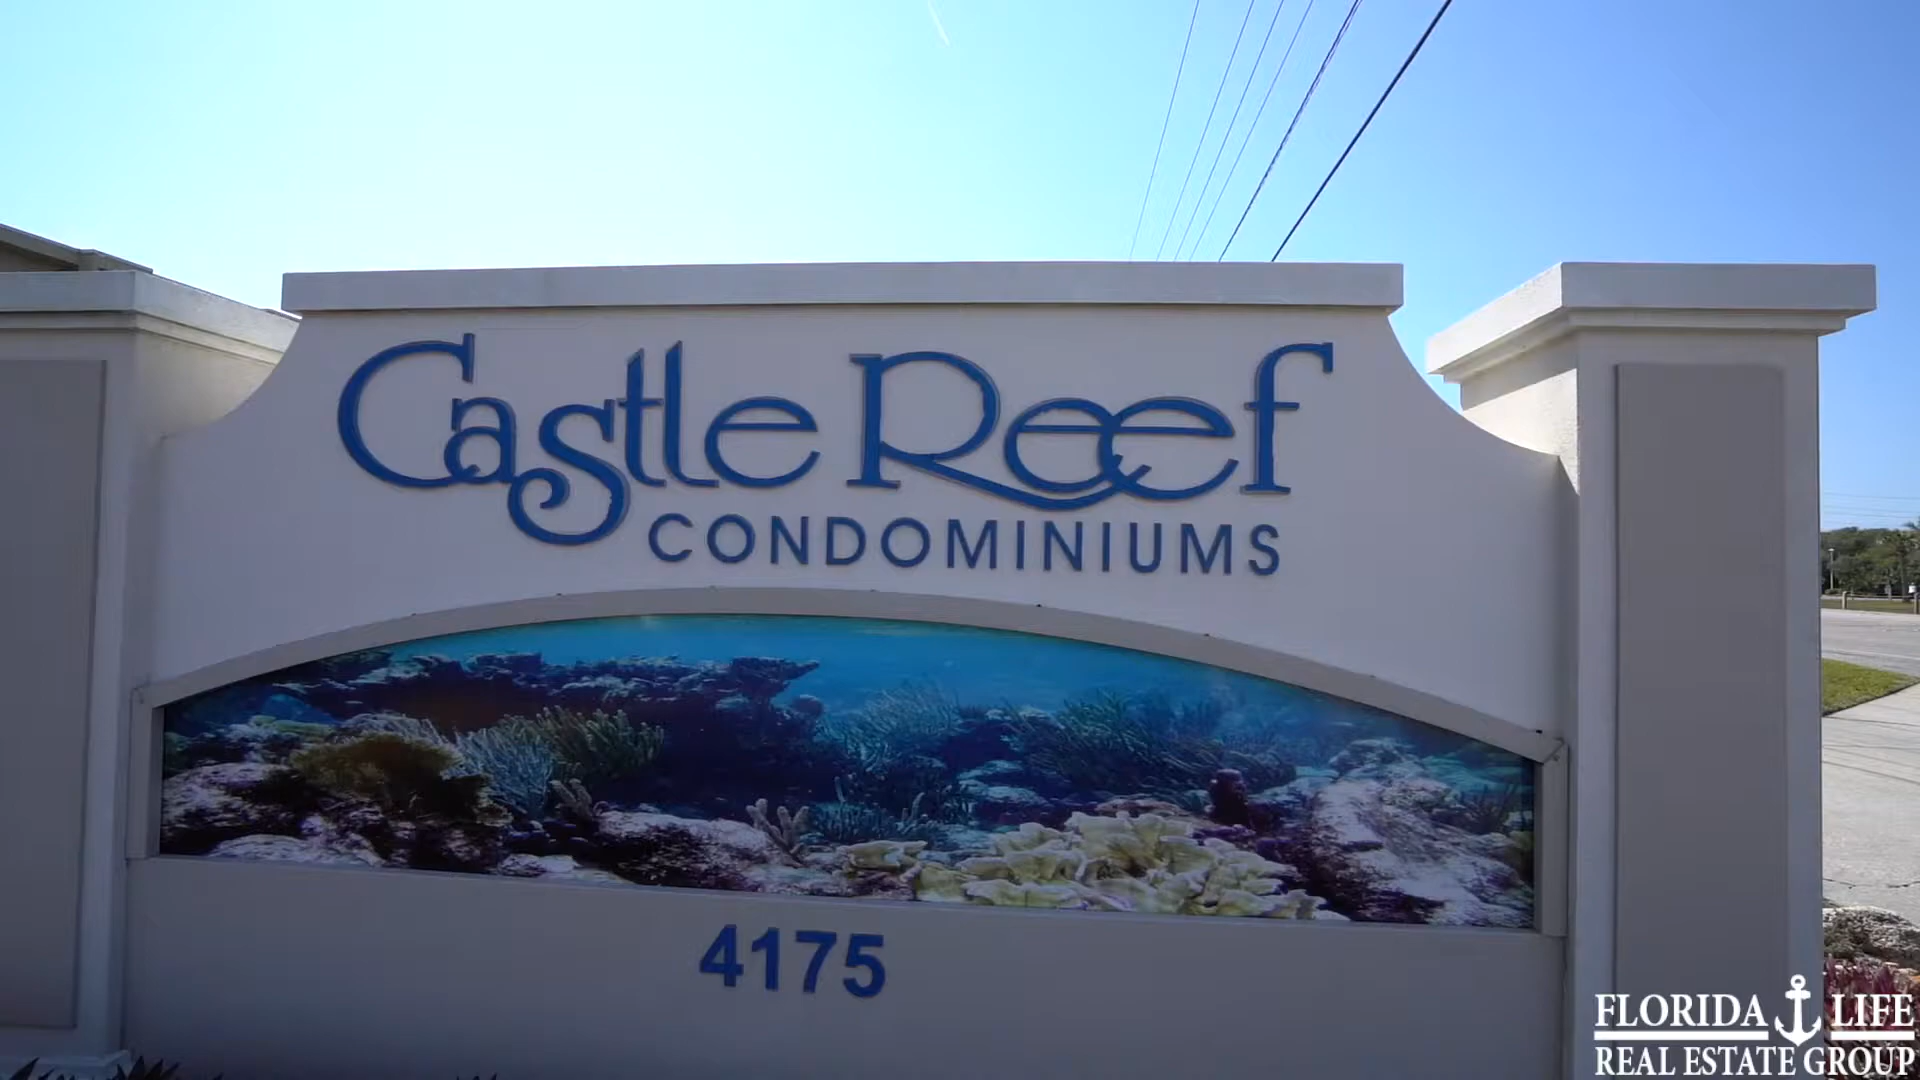 Castle Reef
CONDOMINIUMS
4175
FLORIDA LIFE
REAL ESTATE GROUP